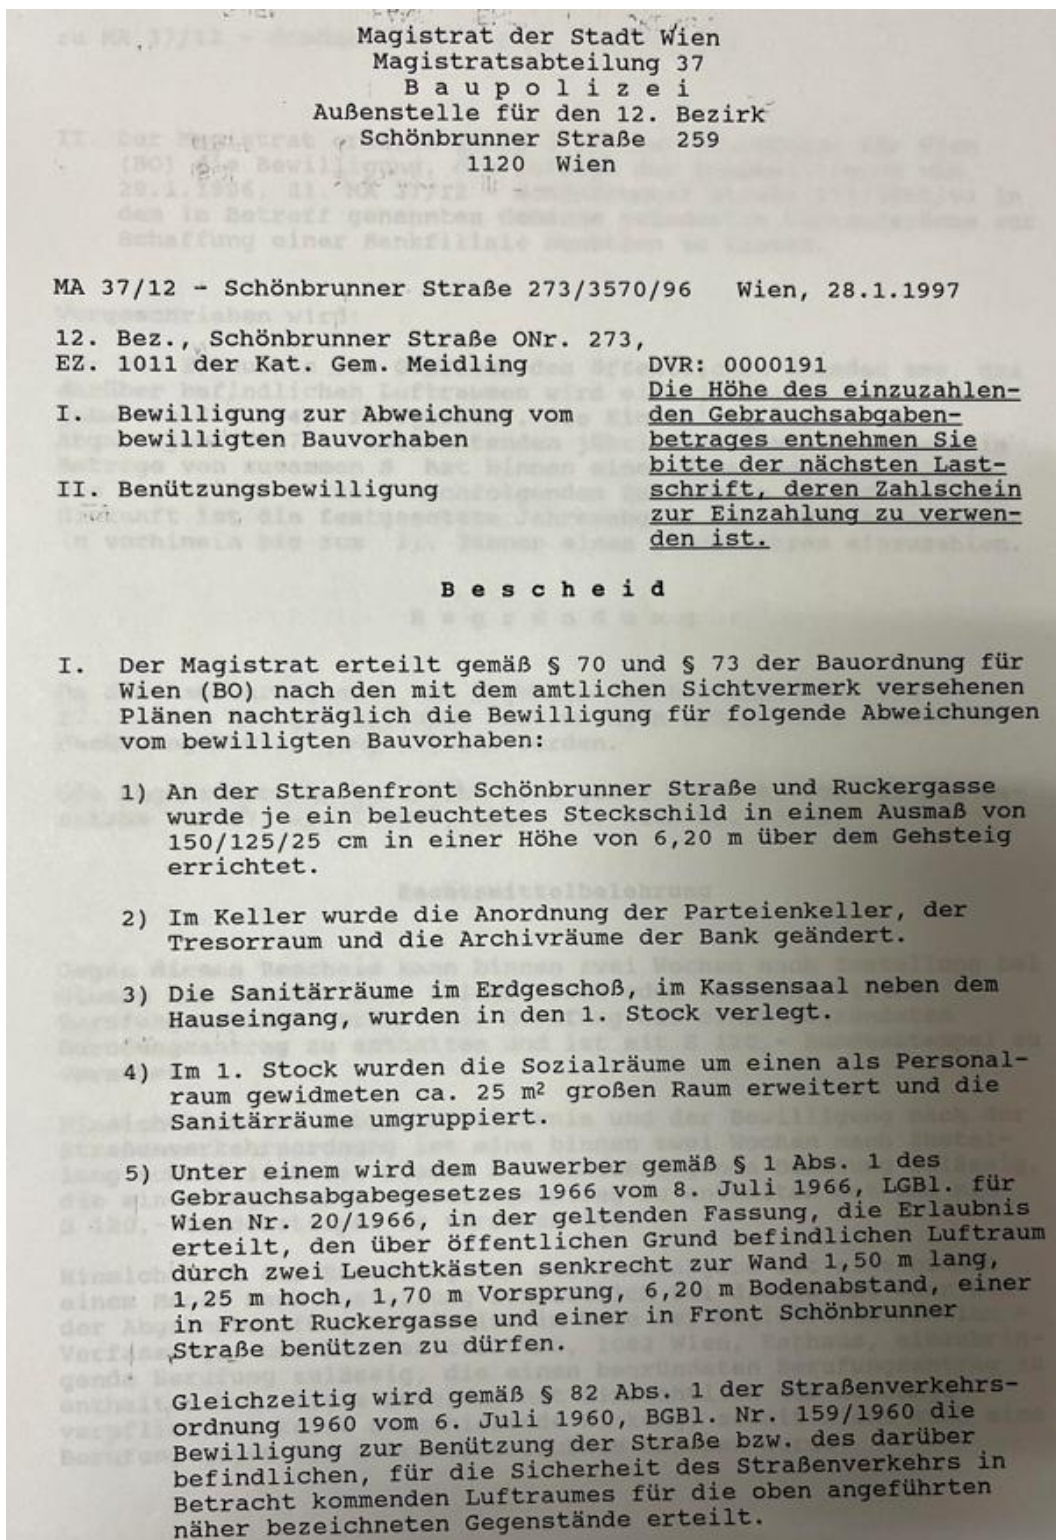 Magistrat der Stadt Wien
Magistratsabteilung 37
B a u p o l i z e i
Außenstelle für den 12. Bezirk
Schönbrunner Straße 259
1120 Wien
MA 37/12 - Schönbrunner Straße 273/3570/96 Wien, 28.1.1997
12. Bez., Schönbrunner Straße ONr. 273,
EZ. 1011 der Kat. Gem. Meidling
I. Bewilligung zur Abweichung vom
bewilligten Bauvorhaben
II. Benützungsbewilligung
DVR: 0000191
Die Höhe des einzuzahlen-
den Gebrauchsabgaben-
betrages entnehmen Sie
bitte der nächsten Last-
schrift, deren Zahlschein
zur Einzahlung zu verwen-
den ist.
B e s c h e i d
I. Der Magistrat erteilt gemäß § 70 und § 73 der Bauordnung für
Wien (BO) nach den mit dem amtlichen Sichtvermerk versehenen
Plänen nachträglich die Bewilligung für folgende Abweichungen
vom bewilligten Bauvorhaben:
1) An der Straßenfront Schönbrunner Straße und Ruckergasse
wurde je ein beleuchtetes Steckschild in einem Ausmaß von
150/125/25 cm in einer Höhe von 6,20 m über dem Gehsteig
errichtet.
2) Im Keller wurde die Anordnung der Parteienkeller, der
Tresorraum und die Archivräume der Bank geändert.
3) Die Sanitärräume im Erdgeschoß, im Kassensaal neben dem
Hauseingang, wurden in den 1. Stock verlegt.
4) Im 1. Stock wurden die Sozialräume um einen als Personal-
raum gewidmeten ca. 25 m² großen Raum erweitert und die
Sanitärräume umgruppiert.
5) Unter einem wird dem Bauwerber gemäß § 1 Abs. 1 des
Gebrauchsabgabegesetzes 1966 vom 8. Juli 1966, LGBl. für
Wien Nr. 20/1966, in der geltenden Fassung, die Erlaubnis
erteilt, den über öffentlichen Grund befindlichen Luftraum
durch zwei Leuchtkästen senkrecht zur Wand 1,50 m lang,
1,25 m hoch, 1,70 m Vorsprung, 6,20 m Bodenabstand, einer
in Front Ruckergasse und einer in Front Schönbrunner
Straße benützen zu dürfen.
Gleichzeitig wird gemäß § 82 Abs. 1 der Straßenverkehrs-
ordnung 1960 vom 6. Juli 1960, BGBl. Nr. 159/1960 die
Bewilligung zur Benützung der Straße bzw. des darüber
befindlichen, für die Sicherheit des Straßenverkehrs in
Betracht kommenden Luftraumes für die oben angeführten
näher bezeichneten Gegenstände erteilt.